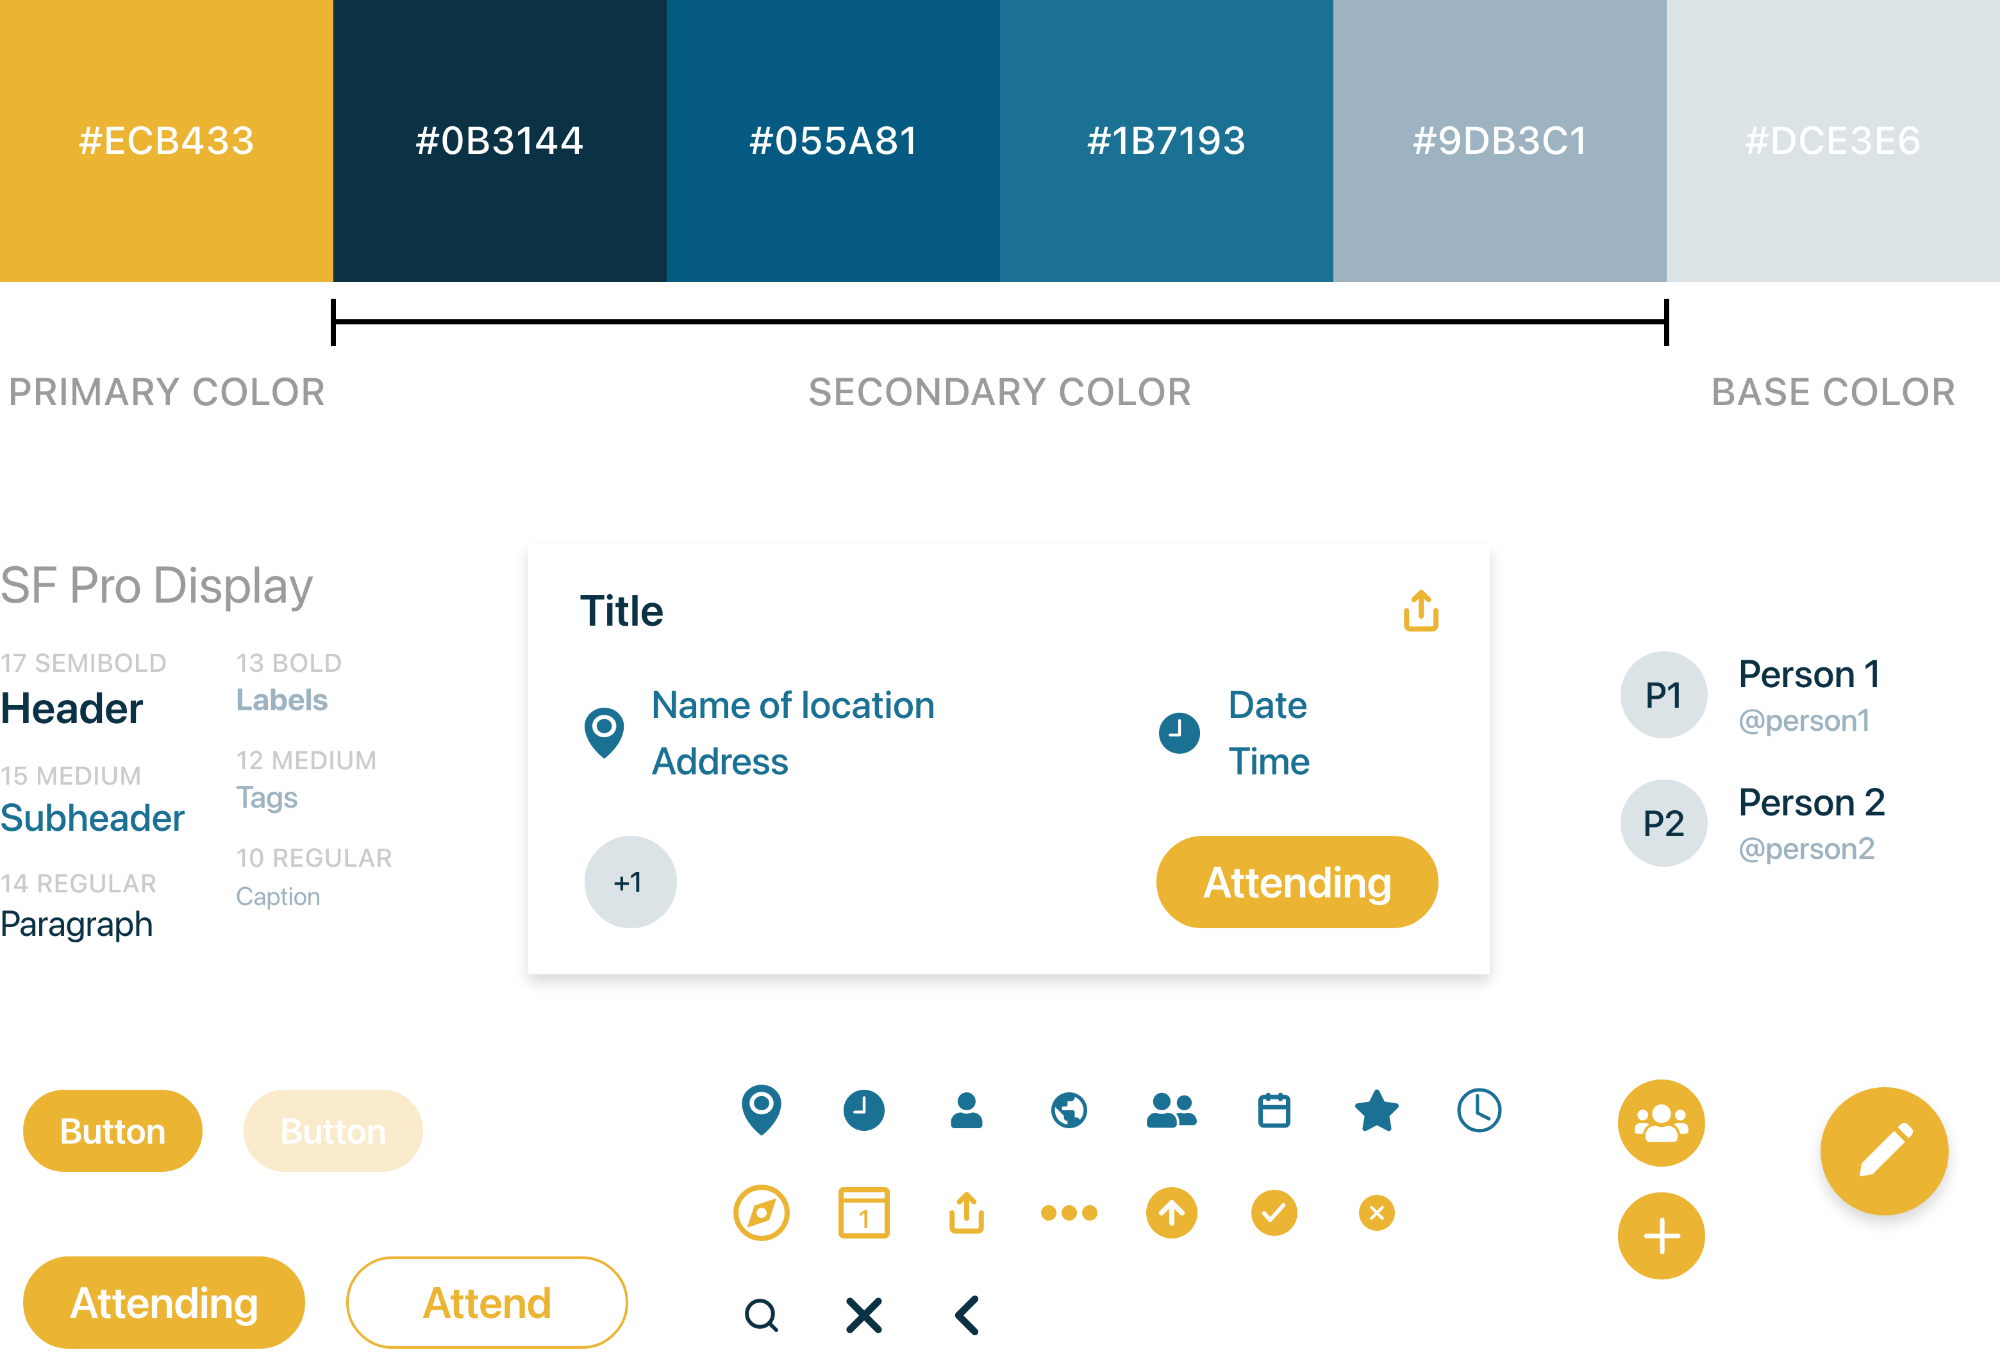 #ECB433
#0B3144
#055A81
#1B7193
#9DB3C1
#DCE3E6
PRIMARY COLOR
SECONDARY COLOR
BASE COLOR
SF Pro Display
17 SEMIBOLD
Header
15 MEDIUM
Subheader
14 REGULAR
Paragraph
13 BOLD
Labels
12 MEDIUM
Tags
10 REGULAR
Caption
Title
Name of location
Address
Date
Time
+1
Attending
P1
Person 1
@person1
P2
Person 2
@person2
Button
Button
Attending
Attend
1